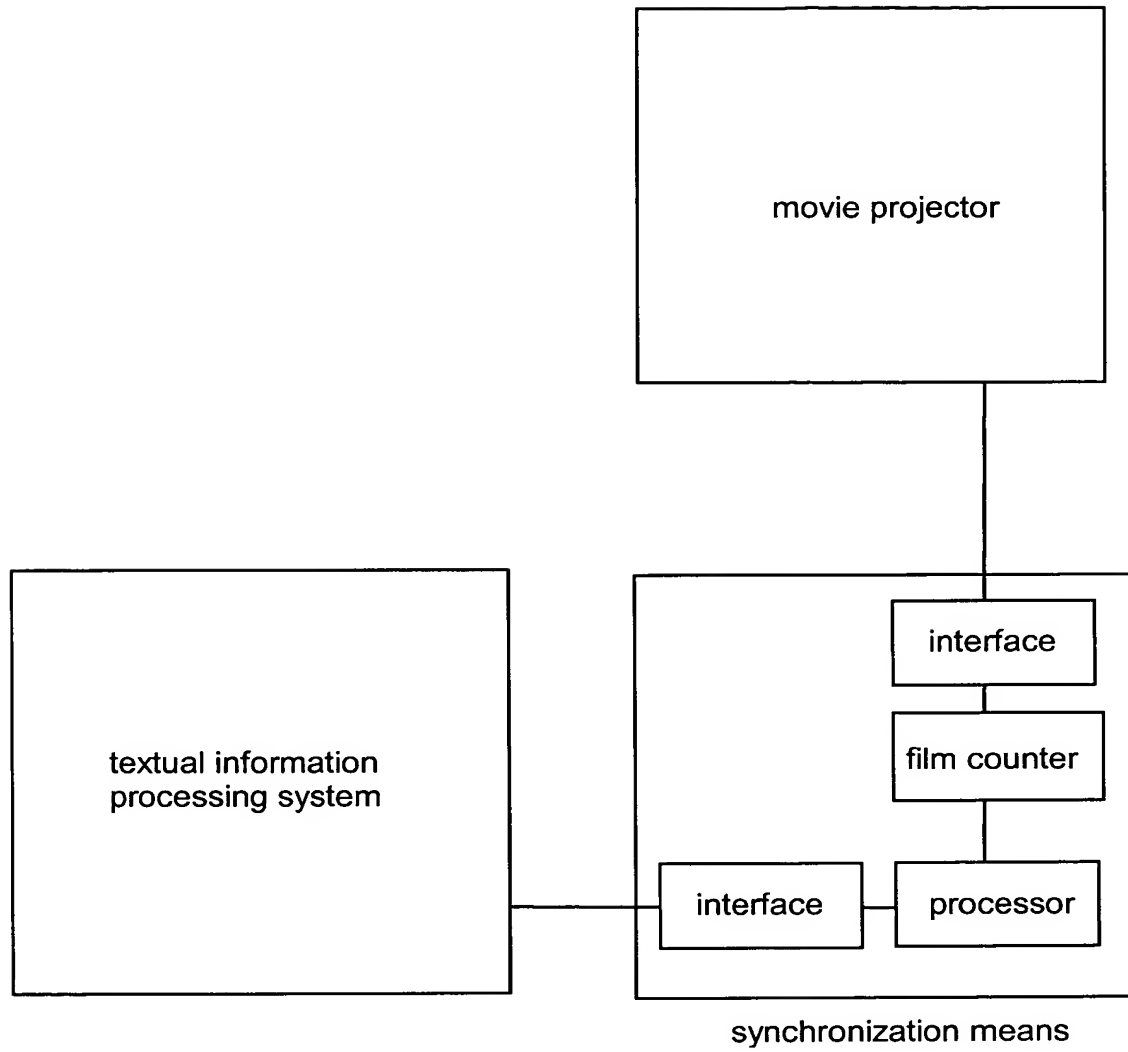 movie projector
interface
film counter
textual information
processing system
interface
processor
synchronization means